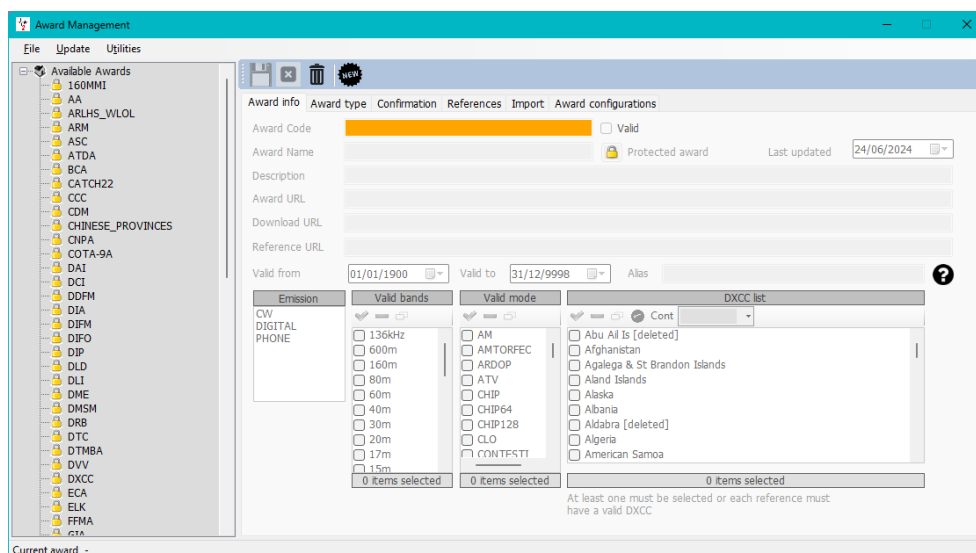 Award Management
File Update Utilities
Available Awards
160MMI
AA
ARLHS_WLOL
ARM
ASC
ATDA
BCA
CATCH22
CCC
CDM
CHINESE_PROVINCES
CNPA
COTA-9A
DAI
DCI
DDFM
DIA
DIFM
DIFO
DIP
DLD
DLI
DME
DMSM
DRB
DTC
DTMBA
DVV
DXCC
ECA
ELK
FFMA
GIA
NEW
Award info Award type Confirmation References Import Award configurations
Award Code Valid
Award Name Protected award Last updated 24/06/2024
Description
Award URL
Download URL
Reference URL
Valid from 01/01/1900 Valid to 31/12/9998 Alias ?
Emission
CW
DIGITAL
PHONE
Valid bands
136kHz
600m
160m
80m
60m
40m
30m
20m
17m
15m
0 items selected
Valid mode
AM
AMTORFEC
ARDOP
ATV
CHIP
CHIP64
CHIP128
CLO
CONTESTI
0 items selected
DXCC list
Cont
Abu Ail Is [deleted]
Afghanistan
Agalega & St Brandon Islands
Aland Islands
Alaska
Albania
Aldabra [deleted]
Algeria
American Samoa
0 items selected
At least one must be selected or each reference must
have a valid DXCC
Current award -